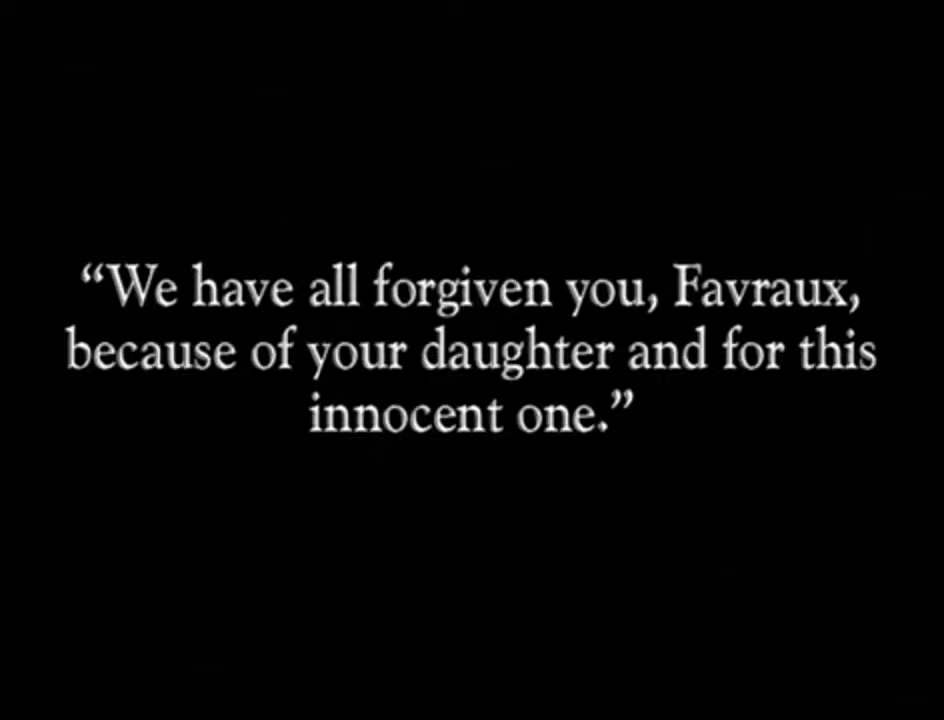 “We have all forgiven you, Favraux,
because of your daughter and for this
innocent one.”